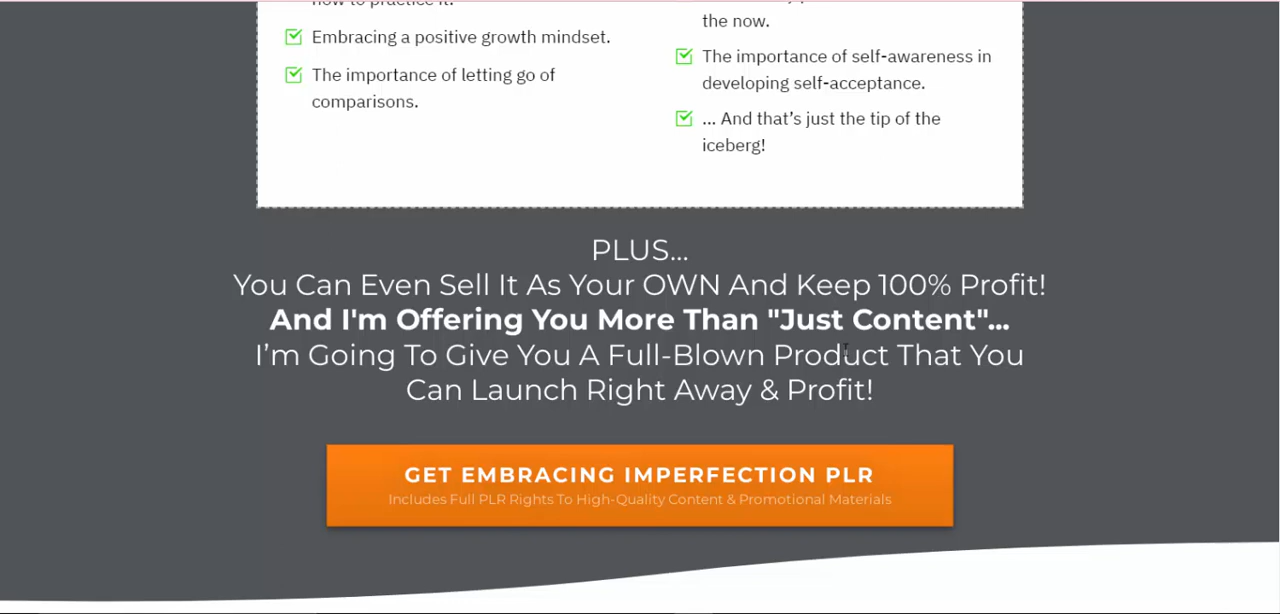 how to practice it.
Embracing a positive growth mindset.
The importance of letting go of
comparisons.
the now.
The importance of self-awareness in
developing self-acceptance.
... And that's just the tip of the
iceberg!
PLUS...
You Can Even Sell It As Your OWN And Keep 100% Profit!
And I'm Offering You More Than "Just Content"...
I’m Going To Give You A Full-Blown Product That You
Can Launch Right Away & Profit!
GET EMBRACING IMPERFECTION PLR
Includes Full PLR Rights To High-Quality Content & Promotional Materials